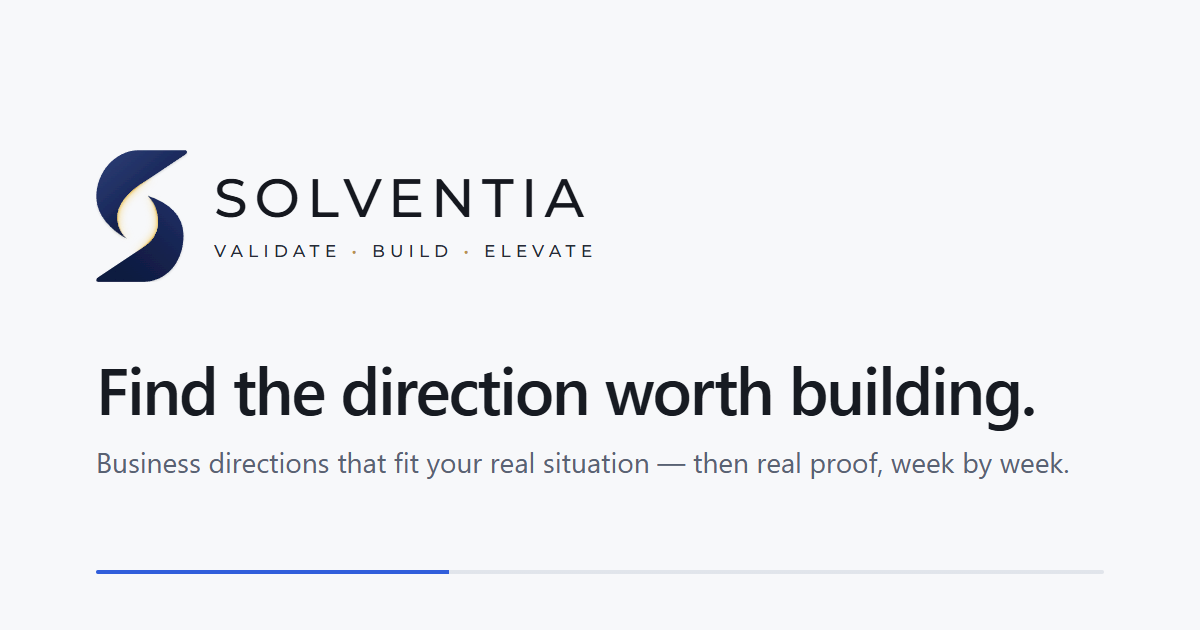 SOLVENTIA
VALIDATE · BUILD · ELEVATE
Find the direction worth building.
Business directions that fit your real situation — then real proof, week by week.